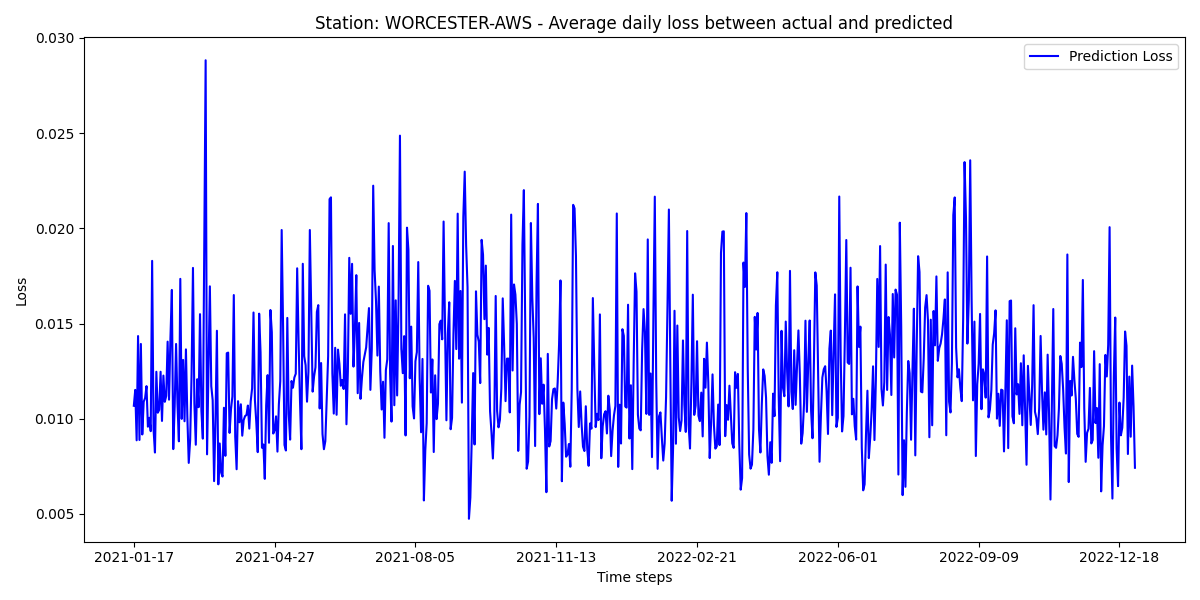 Station: WORCESTER-AWS - Average daily loss between actual and predicted
Prediction Loss
0.030
0.025
0.020
0.015
0.010
0.005
Loss
2021-01-17 2021-04-27 2021-08-05 2021-11-13 2022-02-21 2022-06-01 2022-09-09 2022-12-18
Time steps